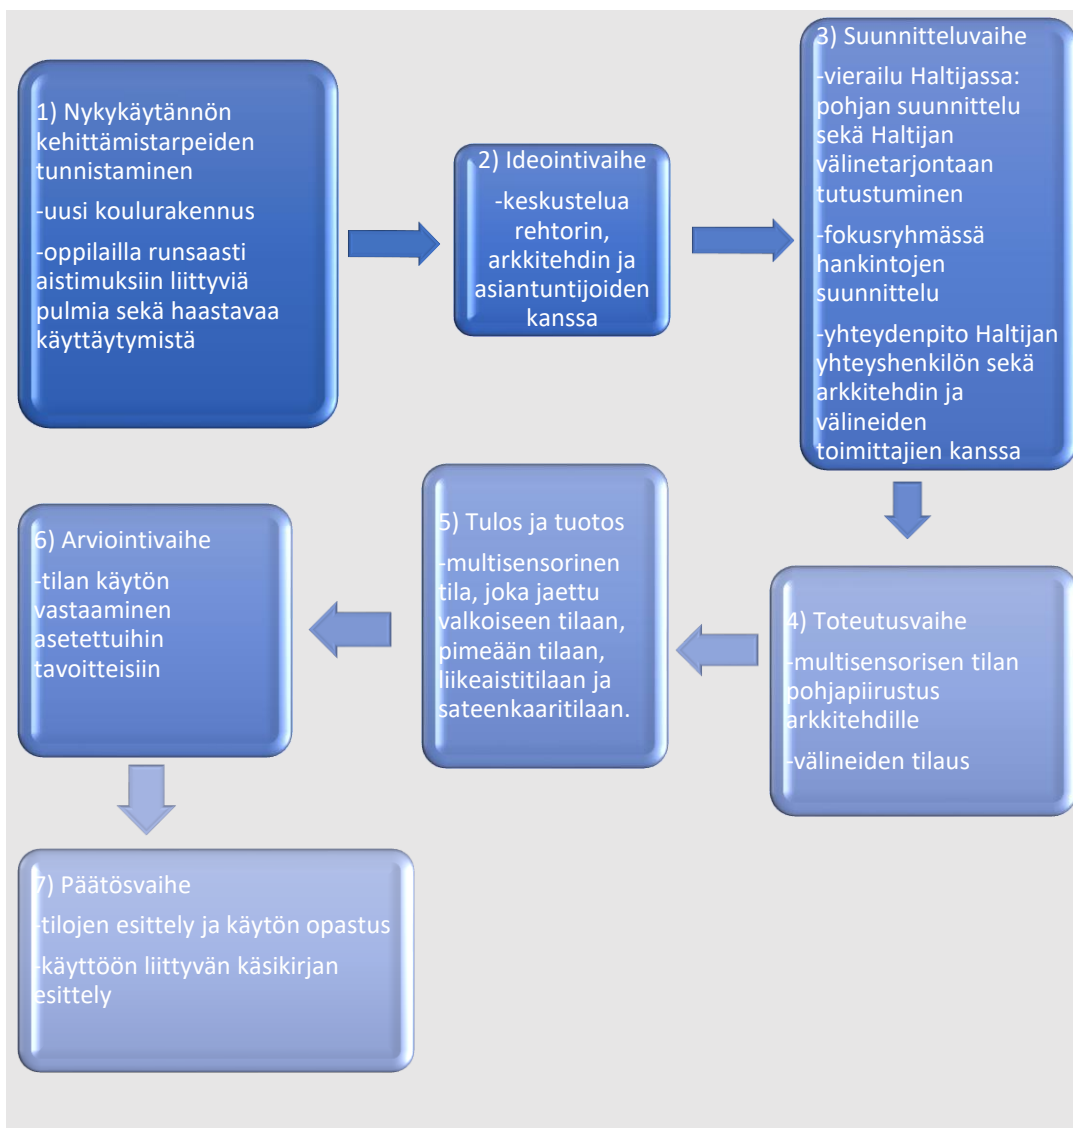 1) Nykykäytännön
kehittämistarpeiden
tunnistaminen
-uusi koulurakennus
-oppilailla runsaasti
aistimuksiin liittyviä
pulmia sekä haastavaa
käyttäytymistä
2) Ideointivaihe
-keskustelua
rehtorin,
arkkitehdin ja
asiantuntijoiden
kanssa
3) Suunnitteluvaihe
-vierailu Haltijassa:
pohjan suunnittelu
sekä Haltijan
välinetarjontaan
tutustuminen
-fokusryhmässä
hankintojen
suunnittelu
-yhteydenpito Haltijan
yhteyshenkilön sekä
arkkitehdin ja
välineiden
toimittajien kanssa
4) Toteutusvaihe
-multisensorisen tilan
pohjapiirustus
arkkitehdille
-välineiden tilaus
5) Tulos ja tuotos
-multisensorinen
tila, joka jaettu
valkoiseen tilaan,
pimeään tilaan,
liikeaistitilaan ja
sateenkaaritilaan.
6) Arviointivaihe
-tilan käytön
vastaaminen
asetettuihin
tavoitteisiin
7) Päätösvaihe
-tilojen esittely ja käytön opastus
-käyttöön liittyvän käsikirjan
esittely